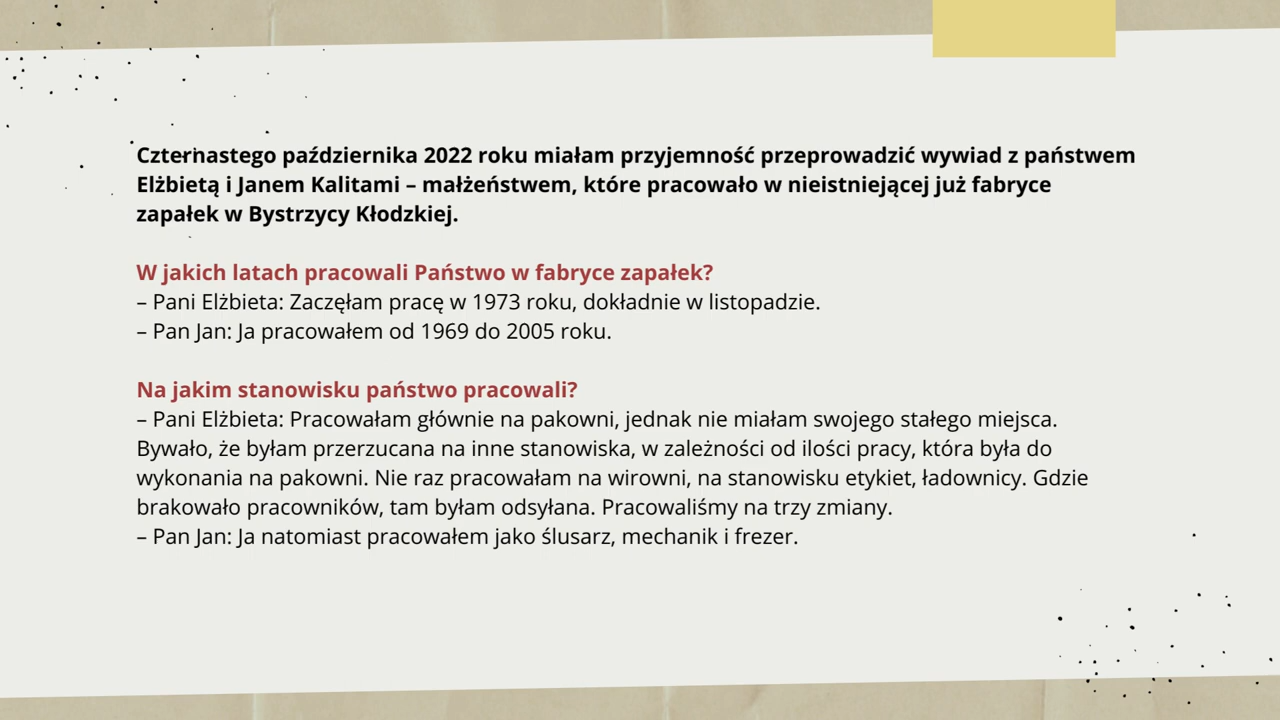 Czternastego października 2022 roku miałam przyjemność przeprowadzić wywiad z państwem
Elżbietą i Janem Kalitami – małżeństwem, które pracowało w nieistniejącej już fabryce
zapałek w Bystrzycy Kłodzkiej.
W jakich latach pracowali Państwo w fabryce zapałek?
– Pani Elżbieta: Zaczęłam pracę w 1973 roku, dokładnie w listopadzie.
– Pan Jan: Ja pracowałem od 1969 do 2005 roku.
Na jakim stanowisku państwo pracowali?
– Pani Elżbieta: Pracowałam głównie na pakowni, jednak nie miałam swojego stałego miejsca.
Bywało, że byłam przerzucana na inne stanowiska, w zależności od ilości pracy, która była do
wykonania na pakowni. Nie raz pracowałam na wirowni, na stanowisku etykiet, ładownicy. Gdzie
brakowało pracowników, tam byłam odsyłana. Pracowaliśmy na trzy zmiany.
– Pan Jan: Ja natomiast pracowałem jako ślusarz, mechanik i frezer.